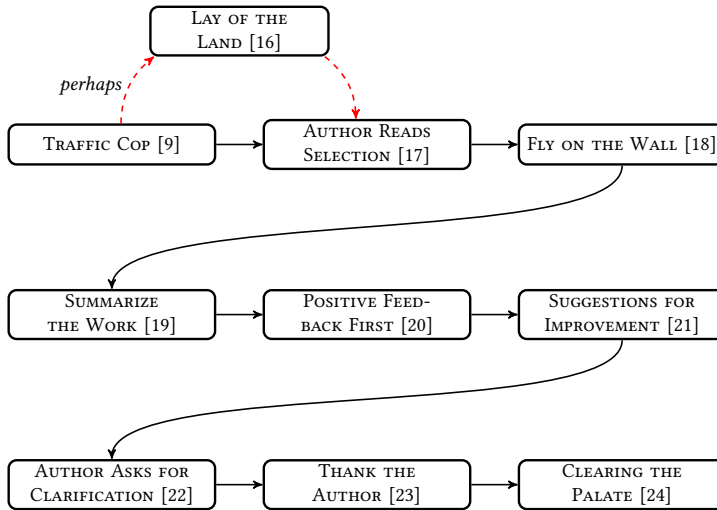 Lay of the
Land [16]
perhaps
Traffic Cop [9]
Author Reads
Selection [17]
Fly on the Wall [18]
Summarize
the Work [19]
Positive Feed-
back First [20]
Suggestions for
Improvement [21]
Author Asks for
Clarification [22]
Thank the
Author [23]
Clearing the
Palate [24]